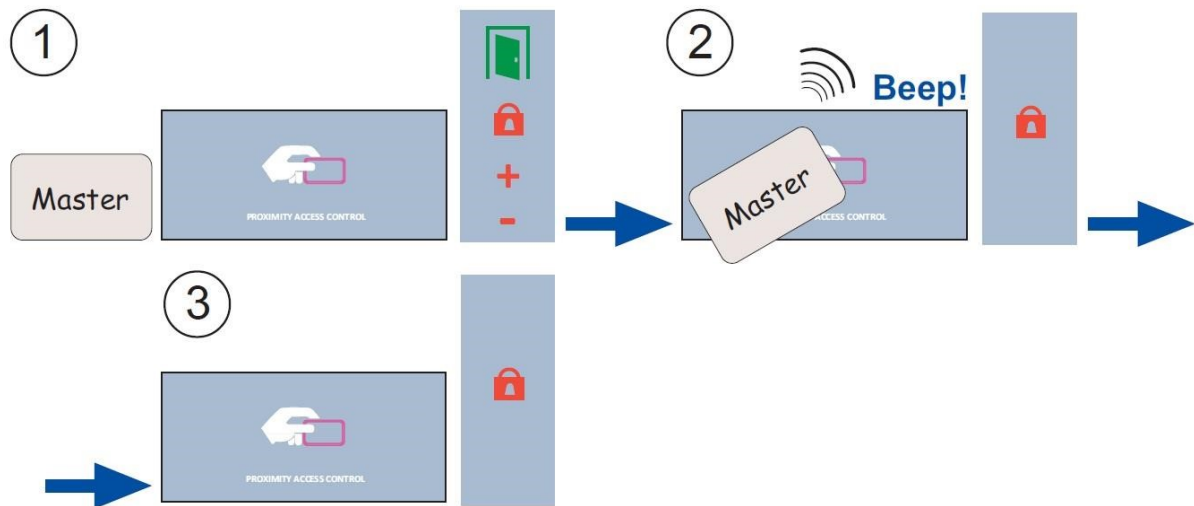 1
Master
PROXIMITY ACCESS CONTROL
+
-
2
Beep!
Master
ACCESS CONTROL
3
PROXIMITY ACCESS CONTROL